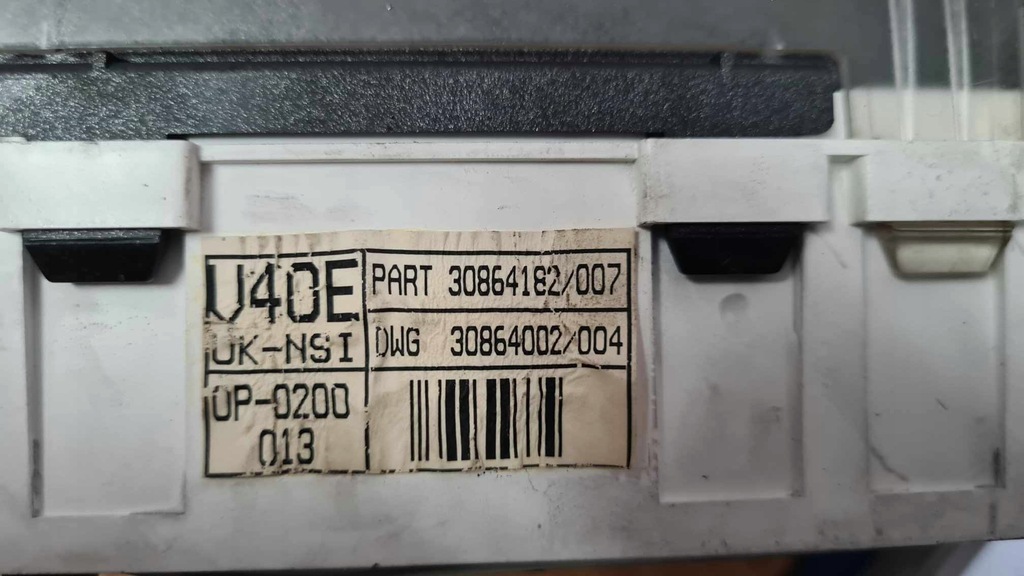 V40E
UK-NSI
UP-0200
013
PART 30864182/007
DWG 30864002/004